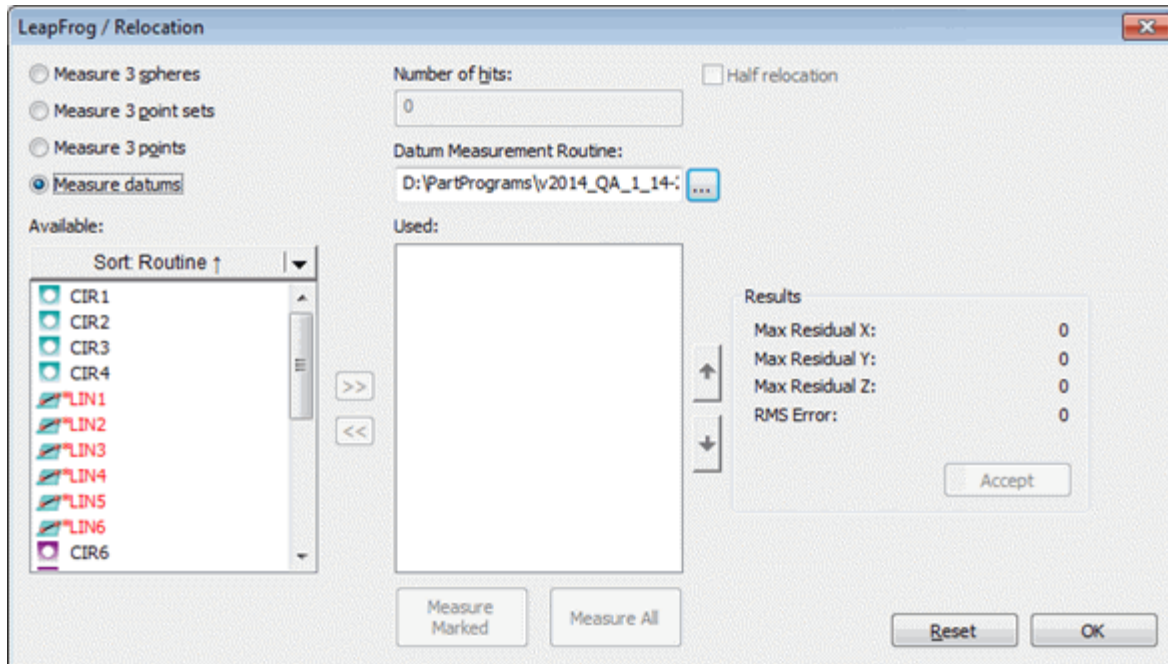 LeapFrog / Relocation
Measure 3 spheres
Number of hits:
Half relocation
Measure 3 point sets
0
Measure 3 points
Datum Measurement Routine:
Measure datums
D:\PartPrograms\v2014_QA_1_14-2
...
Available:
Used:
Sort: Routine ↑
CIR1
CIR2
CIR3
CIR4
*LIN1
*LIN2
*LIN3
*LIN4
*LIN5
*LIN6
CIR6
>>
<<
Results
Max Residual X: 0
Max Residual Y: 0
Max Residual Z: 0
RMS Error: 0
Accept
Measure
Marked
Measure All
Reset
OK